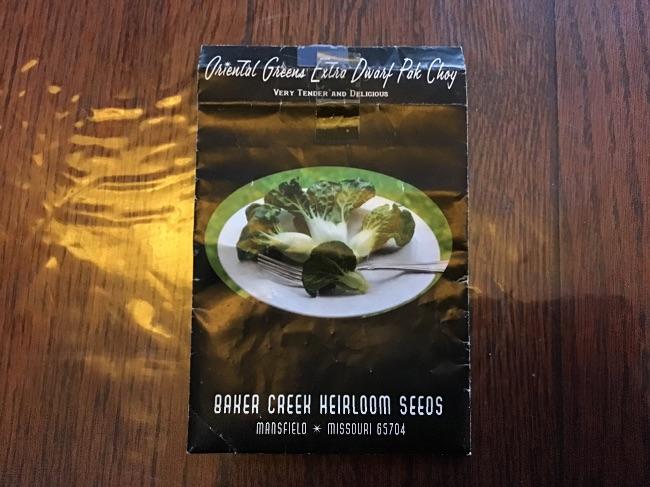 Oriental Greens Extra Dwarf Pak Choy
Very Tender and Delicious
BAKER CREEK HEIRLOOM SEEDS
MANSFIELD * MISSOURI 65704